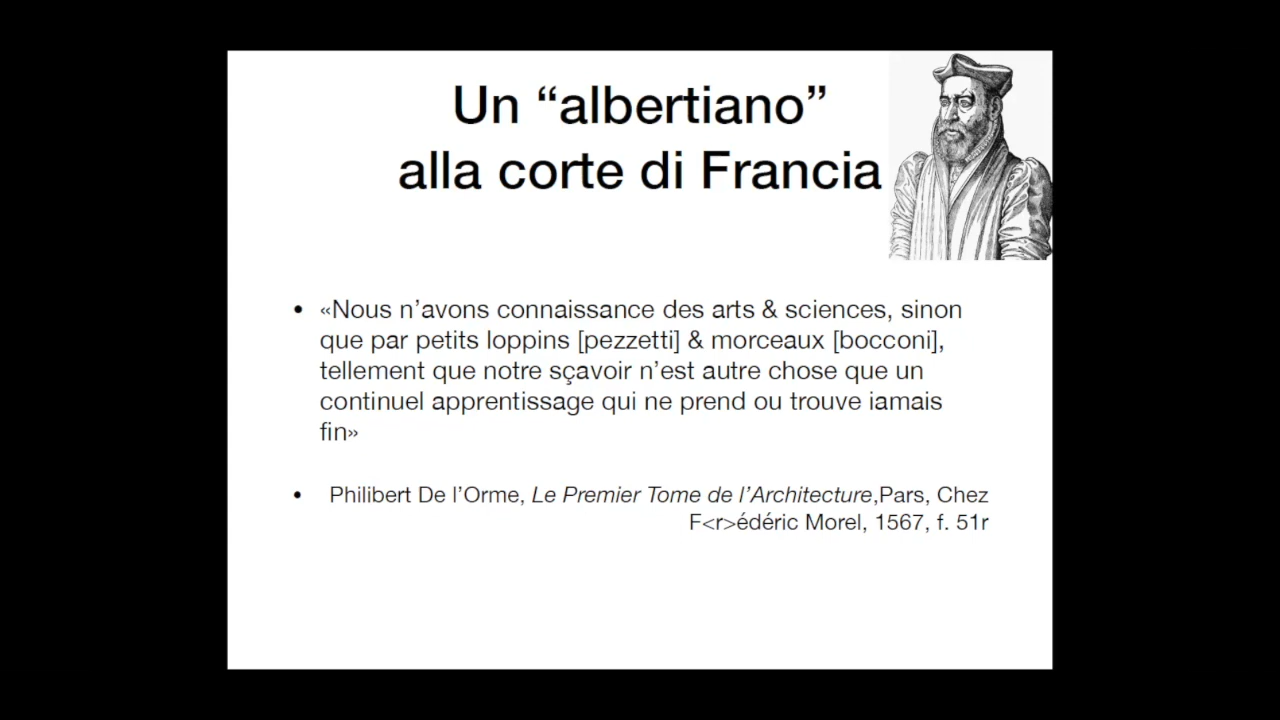 Un “albertiano”
alla corte di Francia
• «Nous n’avons connaissance des arts & sciences, sinon
que par petits loppins [pezzetti] & morceaux [bocconi],
tellement que notre sçavoir n’est autre chose que un
continuel apprentissage qui ne prend ou trouve iamais
fin»
• Philibert De l’Orme, Le Premier Tome de l’Architecture,Pars, Chez
F<r>édéric Morel, 1567, f. 51r